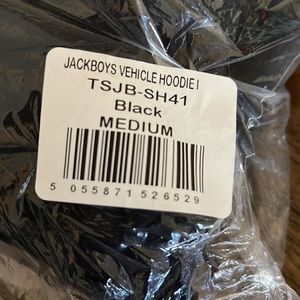 JACKBOYS VEHICLE HOODIE I
TSJB-SH41
Black
MEDIUM
5 055871 526529